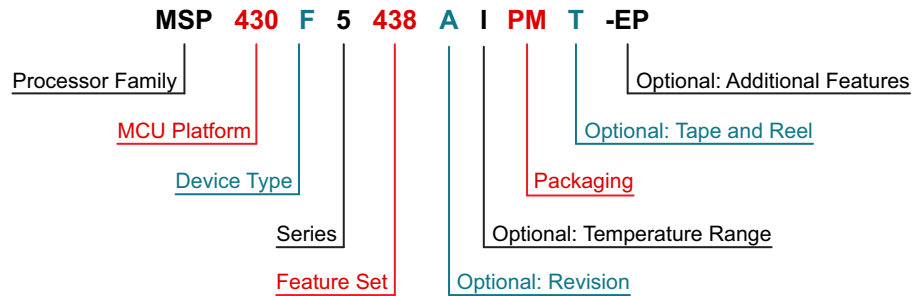 MSP 430 F 5 438 A I PM T -EP
Processor Family
Optional: Additional Features
MCU Platform
Optional: Tape and Reel
Device Type
Packaging
Series
Optional: Temperature Range
Feature Set
Optional: Revision